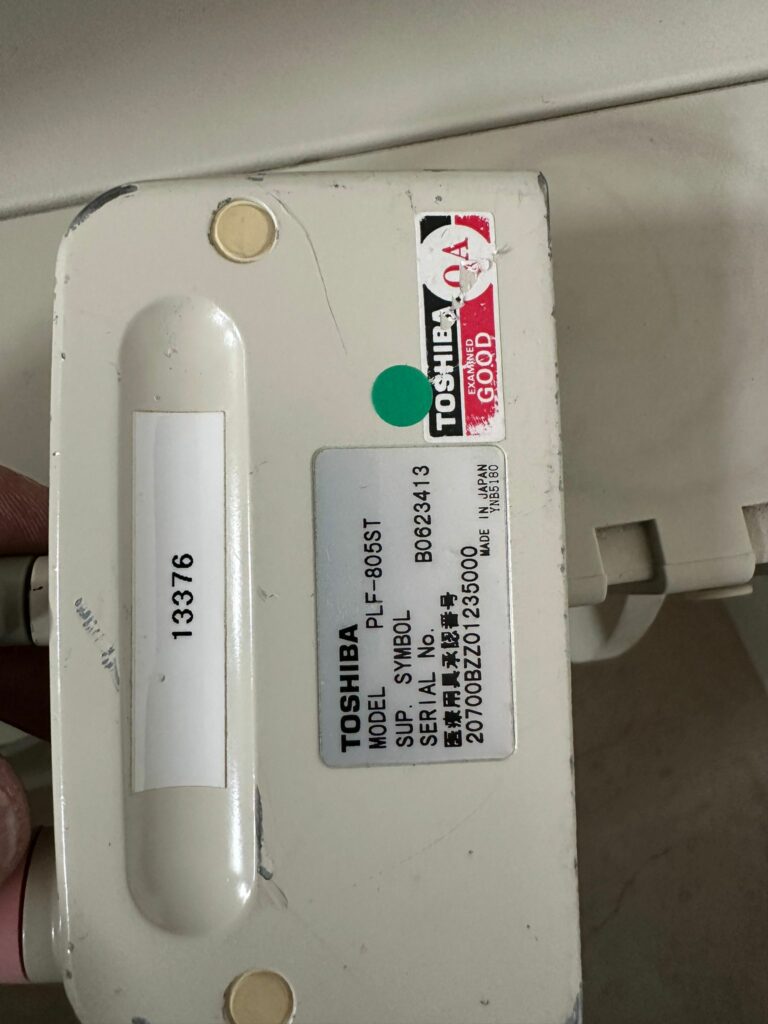 13376
TOSHIBA
MODEL PLF-805ST
SUP. SYMBOL
SERIAL No. B0623413
医療用具承認番号
20700BZZ01235000
MADE IN JAPAN
YNB5180
TOSHIBA
QA
EXAMINED
GOOD